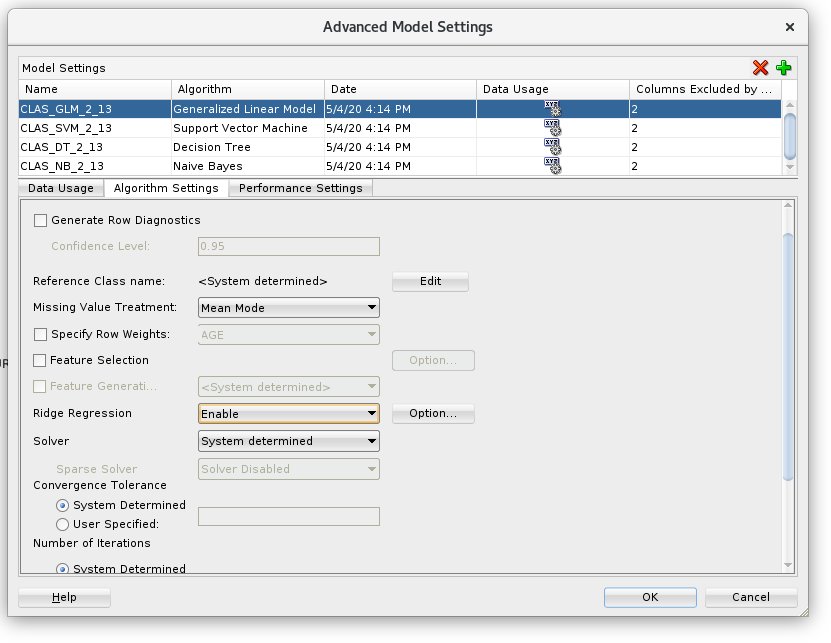 Advanced Model Settings
Model Settings
Name Algorithm Date Data Usage Columns Excluded by ...
CLAS_GLM_2_13 Generalized Linear Model 5/4/20 4:14 PM 2
CLAS_SVM_2_13 Support Vector Machine 5/4/20 4:14 PM 2
CLAS_DT_2_13 Decision Tree 5/4/20 4:14 PM 2
CLAS_NB_2_13 Naive Bayes 5/4/20 4:14 PM 2
Data Usage Algorithm Settings Performance Settings
Generate Row Diagnostics
Confidence Level: 0.95
Reference Class name: <System determined> Edit
Missing Value Treatment: Mean Mode
Specify Row Weights: AGE
Feature Selection Option...
Feature Generati... <System determined>
Ridge Regression Enable Option...
Solver System determined
Sparse Solver Solver Disabled
Convergence Tolerance
System Determined
User Specified:
Number of Iterations
System Determined
Help OK Cancel